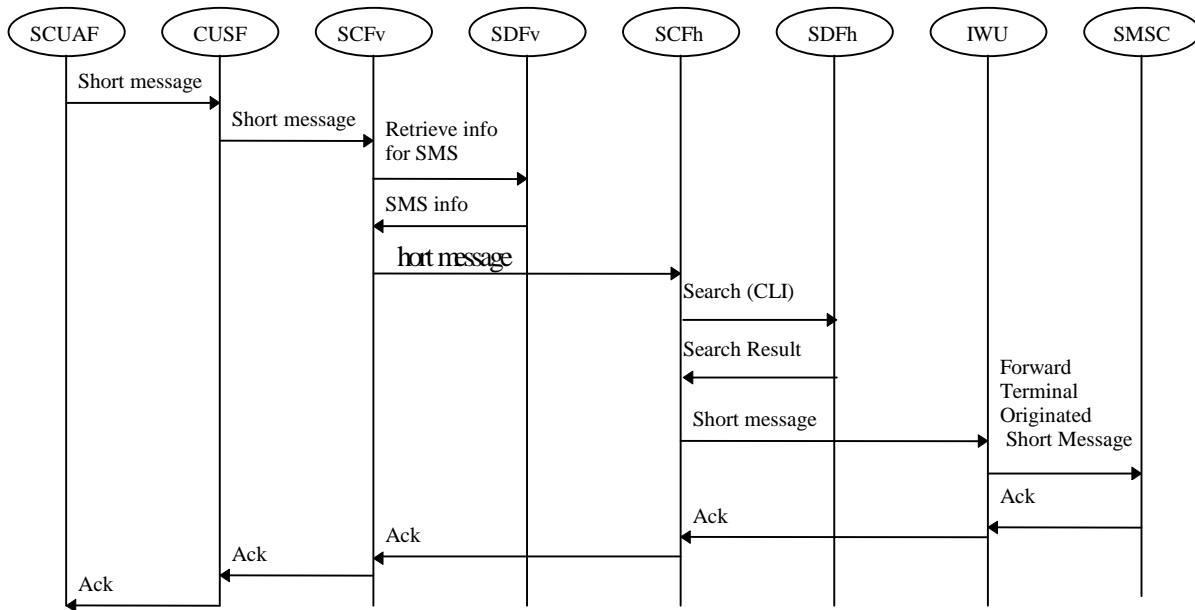 SCUAF CUSF SCFv SDFv SCFh SDFh IWU SMSC
Short message
Short message
Retrieve info
for SMS
SMS info
hort message
Search (CLI)
Search Result
Forward
Terminal
Originated
Short Message
Short message
Ack
Ack
Ack
Ack
Ack